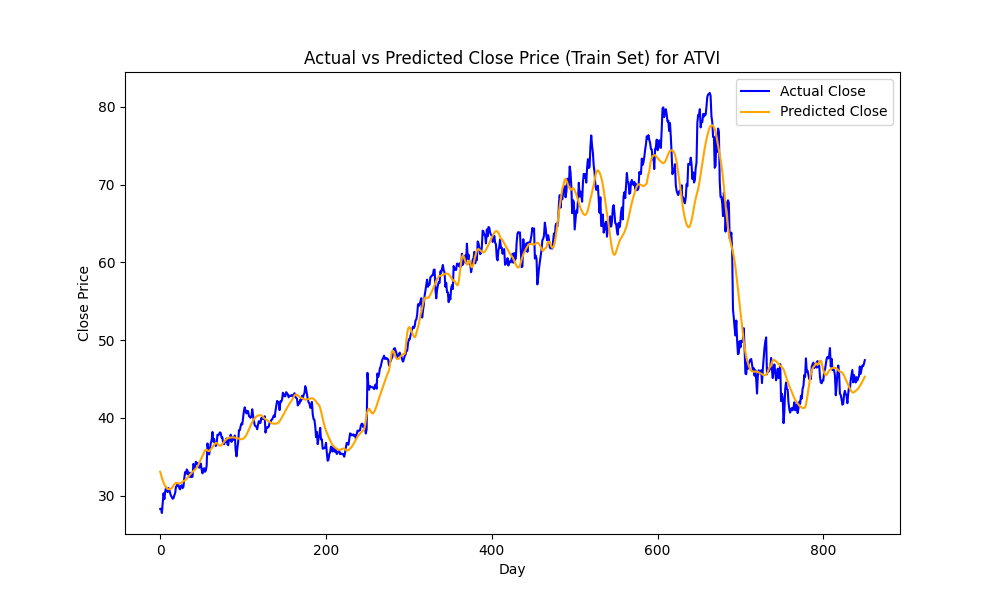 Actual vs Predicted Close Price (Train Set) for ATVI
Actual Close
Predicted Close
80
70
60
50
40
30
Close Price
0
200
400
600
800
Day